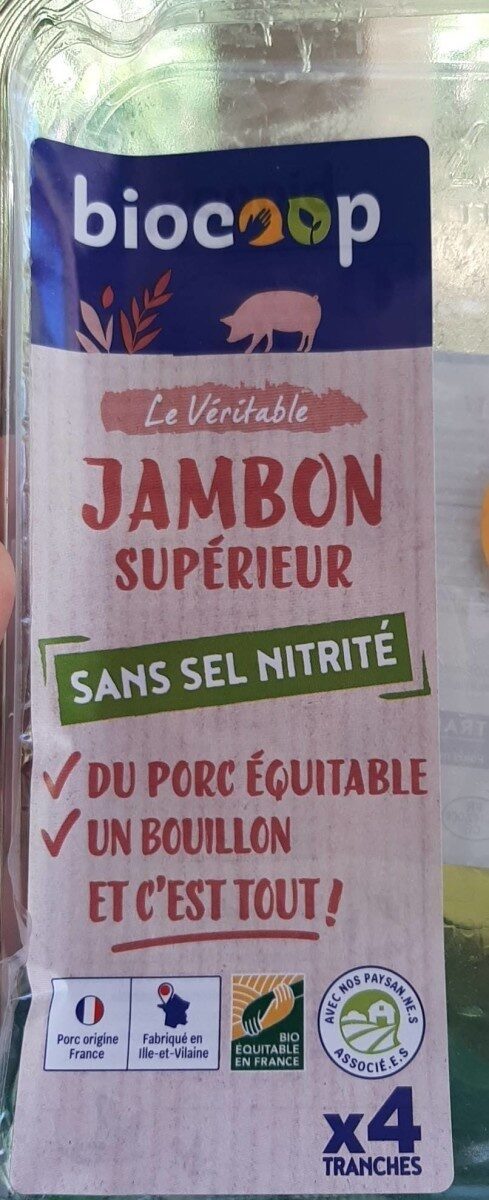 biocoop
Le Véritable
JAMBON
SUPÉRIEUR
SANS SEL NITRITÉ
✓ DU PORC ÉQUITABLE
✓ UN BOUILLON
ET C'EST TOUT !
Porc origine
France
Fabriqué en
Ille-et-Vilaine
BIO
ÉQUITABLE
EN FRANCE
AVEC NOS PAYSAN.NE.S
ASSOCIÉ.E.S
x4
TRANCHES